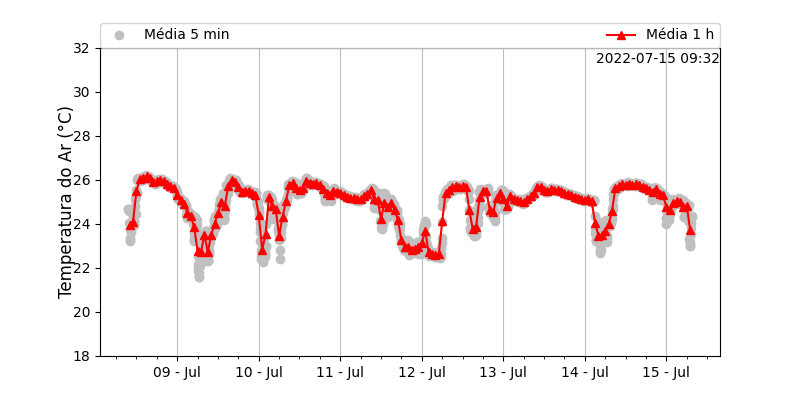 Média 5 min
Média 1 h
2022-07-15 09:32
Temperatura do Ar (°C)
32
30
28
26
24
22
20
18
09 - Jul
10 - Jul
11 - Jul
12 - Jul
13 - Jul
14 - Jul
15 - Jul